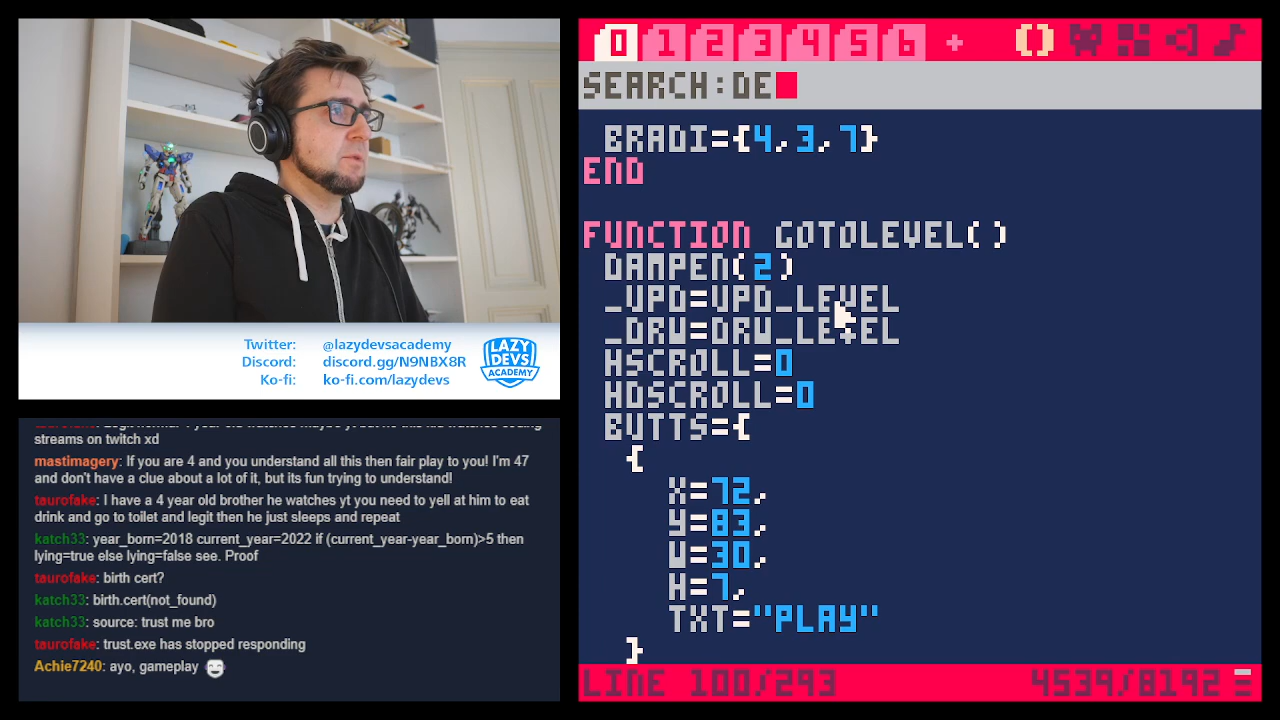 Twitter: @lazydevsacademy
Discord: discord.gg/N9NBX8R
Ko-fi: ko-fi.com/lazydevs
LAZY DEVS ACADEMY
streams on twitch xd
mastimagery: If you are 4 and you understand all this then fair play to you! I'm 47
and don't have a clue about a lot of it, but its fun trying to understand!
taurofake: I have a 4 year old brother he watches yt you need to yell at him to eat
drink and go to toilet and legit then he just sleeps and repeat
katch33: year_born=2018 current_year=2022 if (current_year-year_born)>5 then
lying=true else lying=false see. Proof
taurofake: birth cert?
katch33: birth.cert(not_found)
katch33: source: trust me bro
taurofake: trust.exe has stopped responding
Achie7240: ayo, gameplay
0 1 2 3 4 5 6 + ()
SEARCH:DE
BRADI={4,3,7}
END
FUNCTION GOTOLEVEL()
DAMPEN(2)
_UPD=UPD_LEVEL
_DRW=DRW_LEVEL
HSCROLL=0
HDSCROLL=0
BUTTS={
{
X=72,
Y=83,
W=30,
H=7,
TXT="PLAY"
}
LINE 100/293 4539/8192